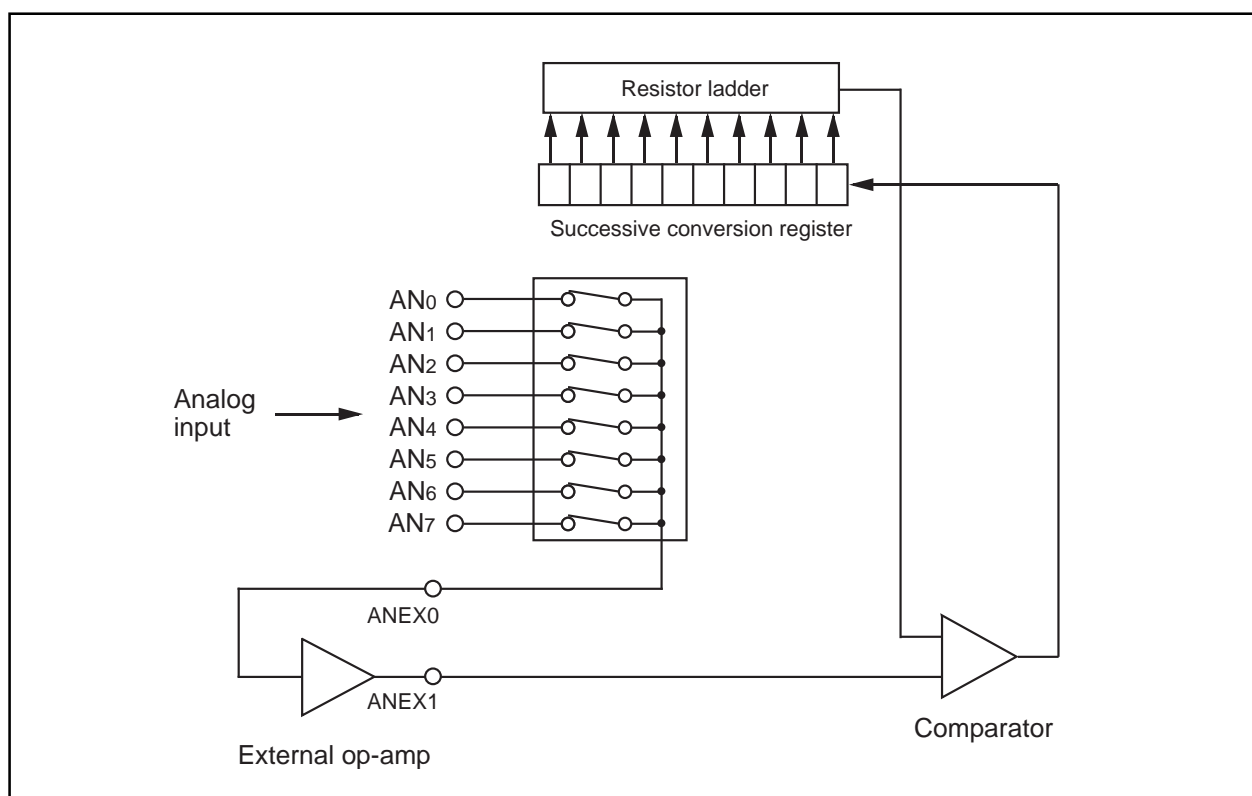 Resistor ladder
Successive conversion register
AN0
AN1
AN2
AN3
AN4
AN5
AN6
AN7
Analog
input
ANEX0
ANEX1
External op-amp
Comparator